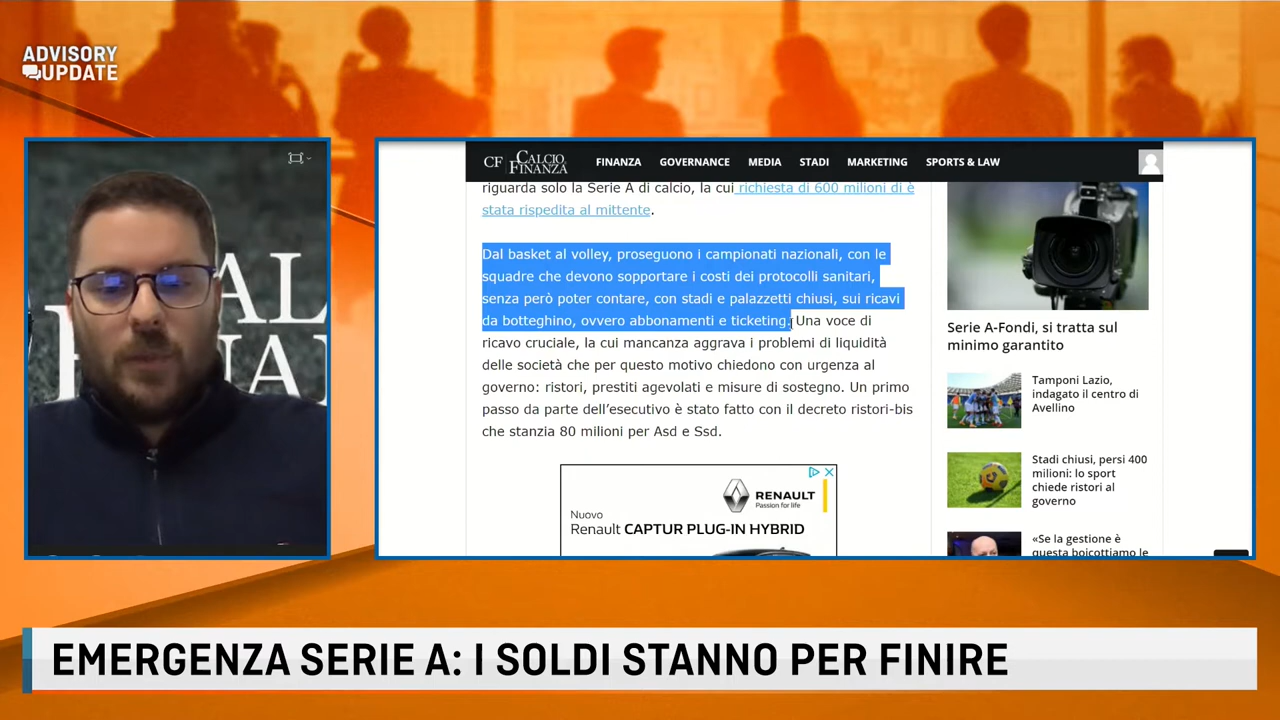 ADVISORY
UPDATE
CF CALCIO
FINANZA
FINANZA GOVERNANCE MEDIA STADI MARKETING SPORTS & LAW
riguarda solo la Serie A di calcio, la cui richiesta di 600 milioni di è
stata rispedita al mittente.
Dal basket al volley, proseguono i campionati nazionali, con le
squadre che devono sopportare i costi dei protocolli sanitari,
senza però poter contare, con stadi e palazzetti chiusi, sui ricavi
da botteghino, ovvero abbonamenti e ticketing. Una voce di
ricavo cruciale, la cui mancanza aggrava i problemi di liquidità
delle società che per questo motivo chiedono con urgenza al
governo: ristori, prestiti agevolati e misure di sostegno. Un primo
passo da parte dell'esecutivo è stato fatto con il decreto ristori-bis
che stanzia 80 milioni per Asd e Ssd.
RENAULT
Passion for life
Nuovo
Renault CAPTUR PLUG-IN HYBRID
Serie A-Fondi, si tratta sul
minimo garantito
Tamponi Lazio,
indagato il centro di
Avellino
Stadi chiusi, persi 400
milioni: lo sport
chiede ristori al
governo
«Se la gestione è
questa boicottiamo le
EMERGENZA SERIE A: I SOLDI STANNO PER FINIRE